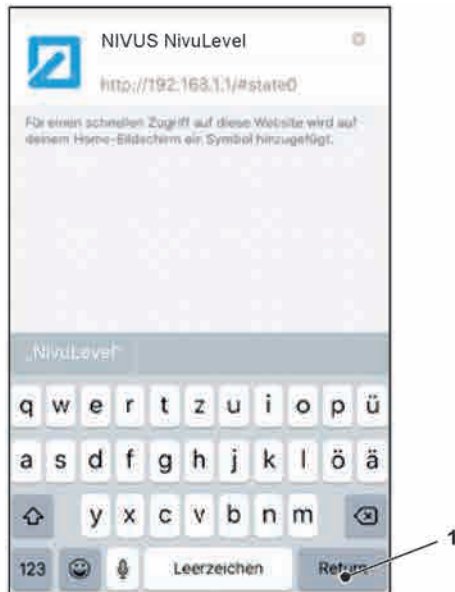 NIVUS NivuLevel
http://192.168.1.1/#state0
Für einen schnellen Zugriff auf diese Website wird auf
deinem Home-Bildschirm ein Symbol hinzugefügt.
„NivuLevel“
q w e r t z u i o p ü
a s d f g h j k l ö ä
y x c v b n m
123 Leerzeichen Return
1